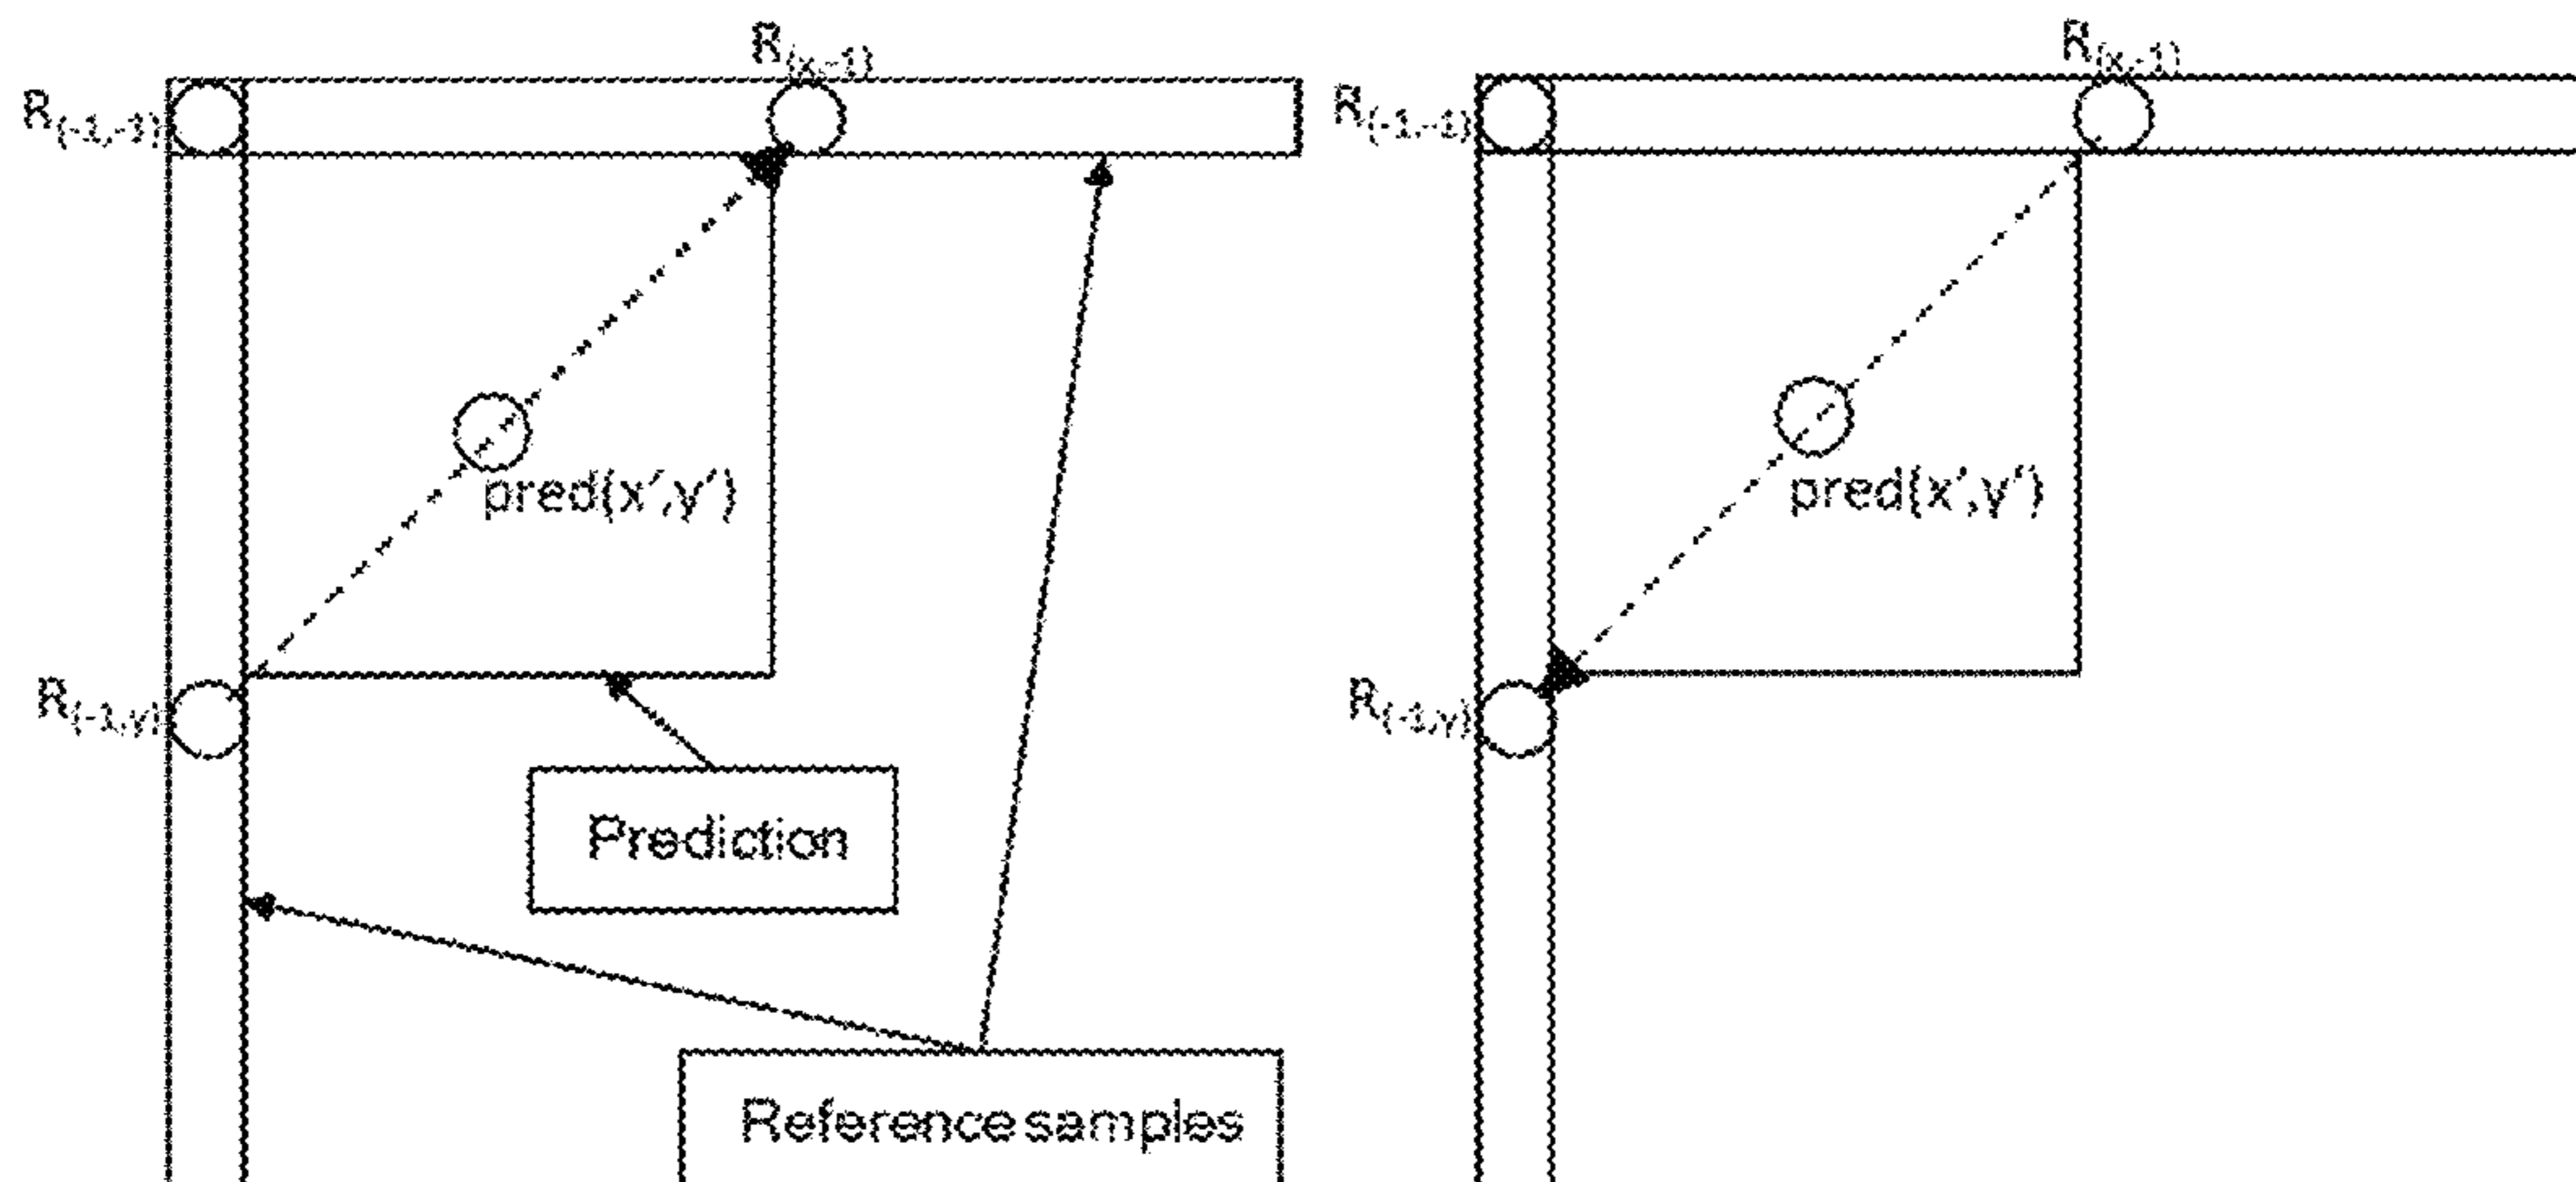 R(x,-1)
R(-1,-1)
pred(x',y')
R(-1,y)
Prediction
Reference samples
R(x,-1)
R(-1,-1)
pred(x',y')
R(-1,y)